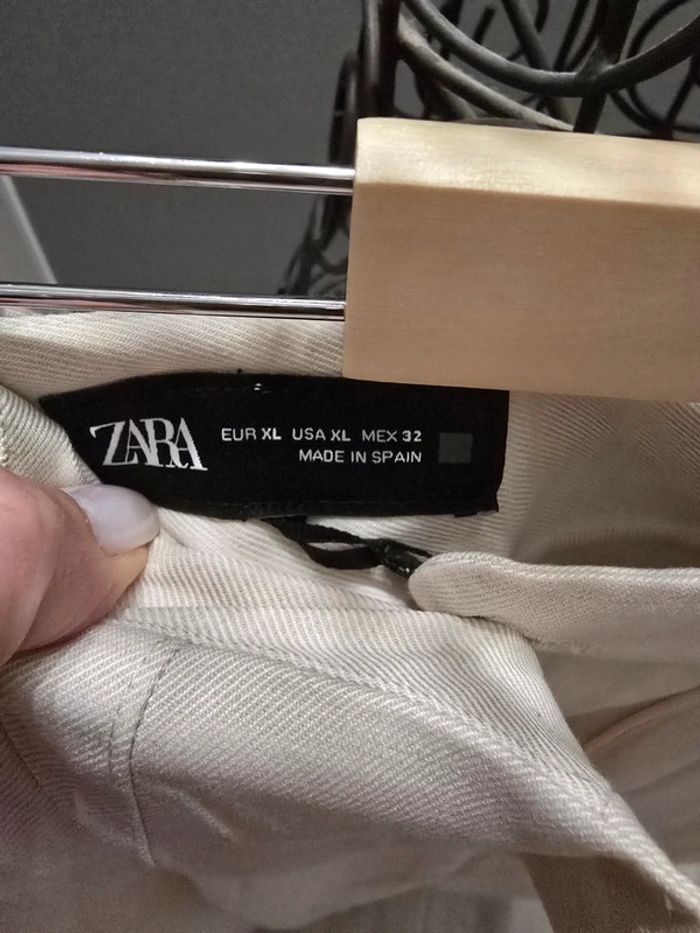 ZARA
EUR XL USA XL MEX 32
MADE IN SPAIN